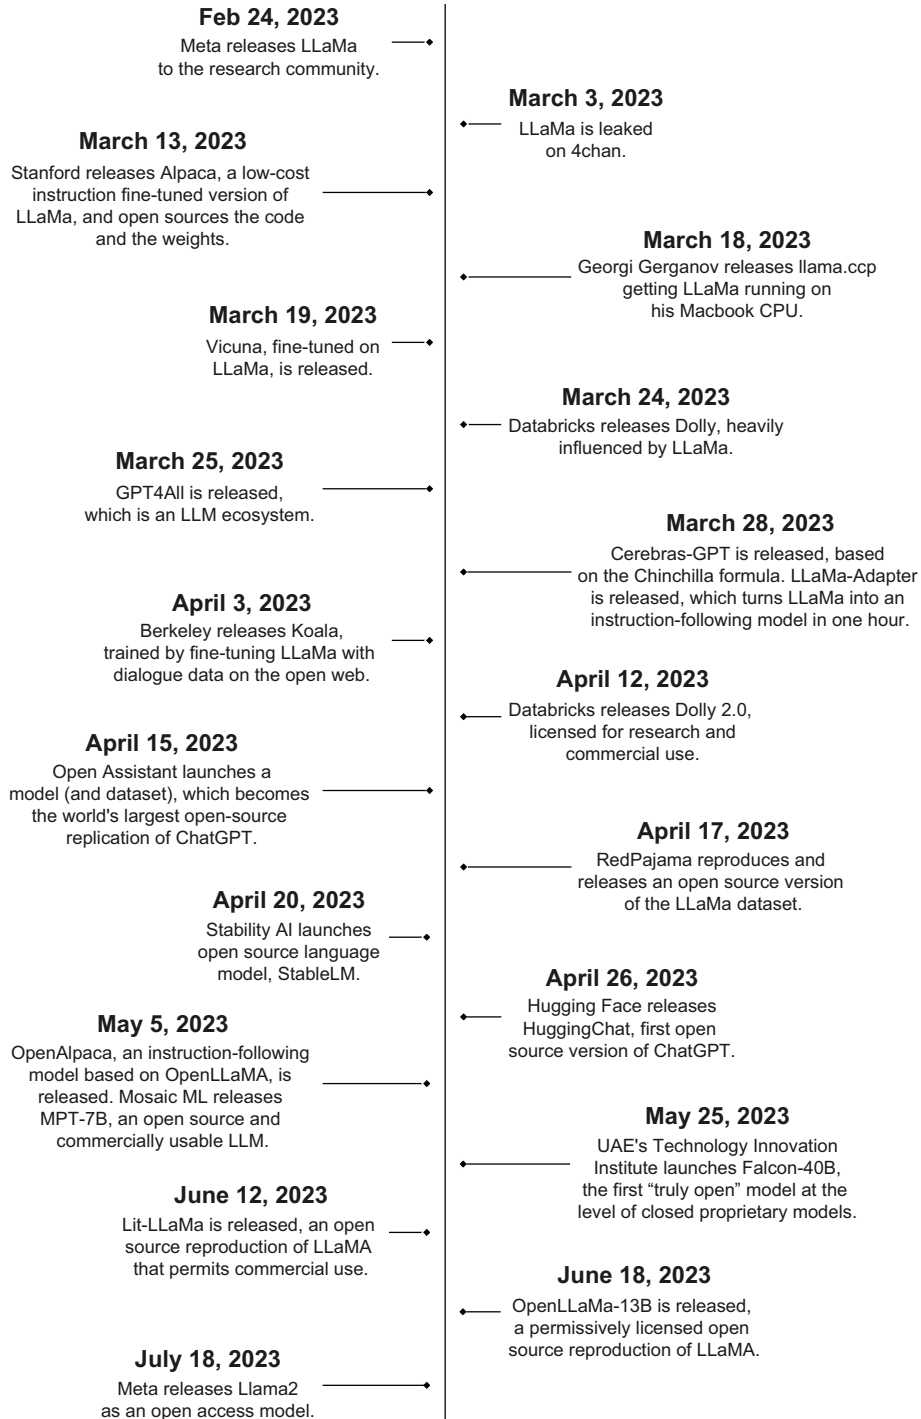 Feb 24, 2023
Meta releases LLaMa
to the research community.
March 3, 2023
LLaMa is leaked
on 4chan.
March 13, 2023
Stanford releases Alpaca, a low-cost
instruction fine-tuned version of
LLaMa, and open sources the code
and the weights.
March 18, 2023
Georgi Gerganov releases llama.ccp
getting LLaMa running on
his Macbook CPU.
March 19, 2023
Vicuna, fine-tuned on
LLaMa, is released.
March 24, 2023
Databricks releases Dolly, heavily
influenced by LLaMa.
March 25, 2023
GPT4All is released,
which is an LLM ecosystem.
March 28, 2023
Cerebras-GPT is released, based
on the Chinchilla formula. LLaMa-Adapter
is released, which turns LLaMa into an
instruction-following model in one hour.
April 3, 2023
Berkeley releases Koala,
trained by fine-tuning LLaMa with
dialogue data on the open web.
April 12, 2023
Databricks releases Dolly 2.0,
licensed for research and
commercial use.
April 15, 2023
Open Assistant launches a
model (and dataset), which becomes
the world's largest open-source
replication of ChatGPT.
April 17, 2023
RedPajama reproduces and
releases an open source version
of the LLaMa dataset.
April 20, 2023
Stability AI launches
open source language
model, StableLM.
April 26, 2023
Hugging Face releases
HuggingChat, first open
source version of ChatGPT.
May 5, 2023
OpenAlpaca, an instruction-following
model based on OpenLLaMA, is
released. Mosaic ML releases
MPT-7B, an open source and
commercially usable LLM.
May 25, 2023
UAE's Technology Innovation
Institute launches Falcon-40B,
the first “truly open” model at the
level of closed proprietary models.
June 12, 2023
Lit-LLaMa is released, an open
source reproduction of LLaMA
that permits commercial use.
June 18, 2023
OpenLLaMa-13B is released,
a permissively licensed open
source reproduction of LLaMA.
July 18, 2023
Meta releases Llama2
as an open access model.